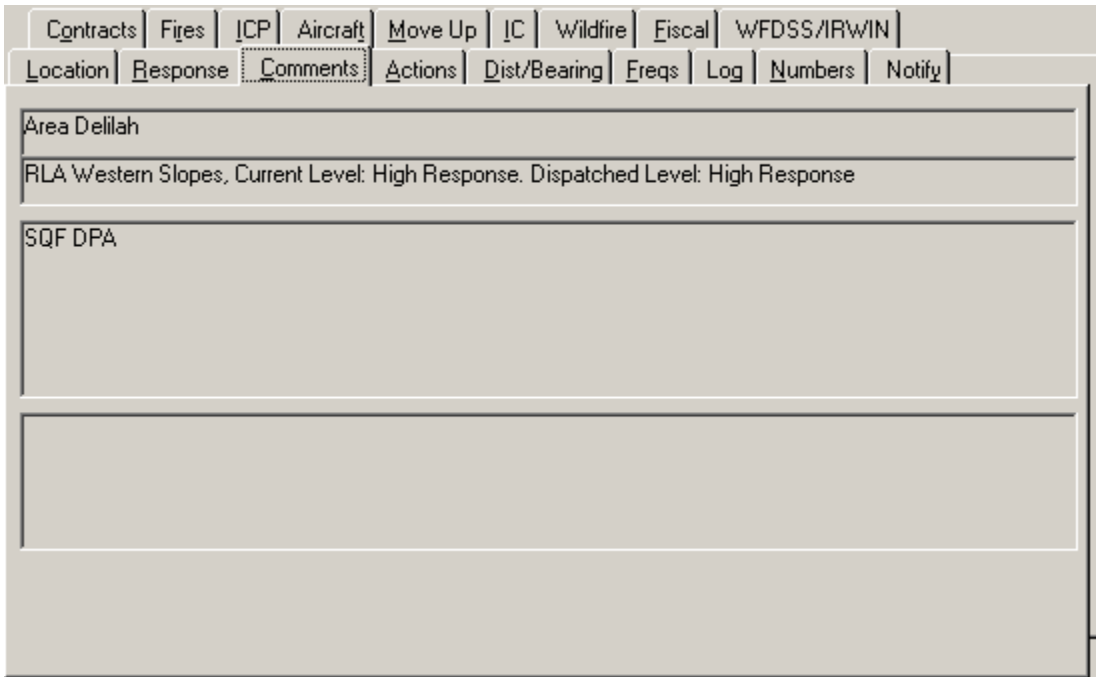 Contracts Fires ICP Aircraft Move Up IC Wildfire Fiscal WFDSS/IRWIN
Location Response Comments Actions Dist/Bearing Freqs Log Numbers Notify
Area Delilah
RLA Western Slopes, Current Level: High Response. Dispatched Level: High Response
SQF DPA